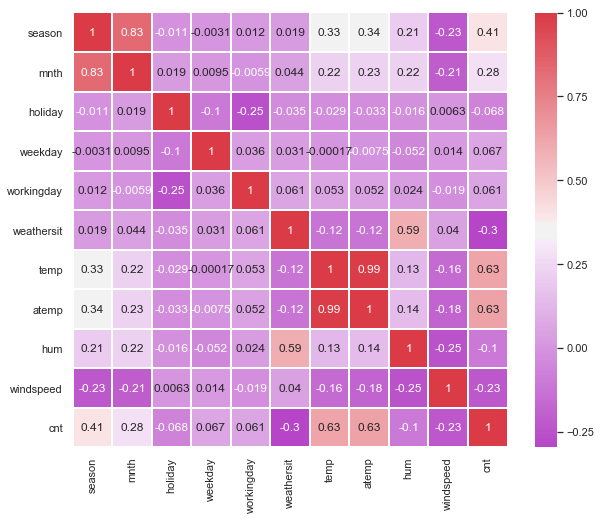 season 1 0.83 -0.011 -0.0031 0.012 0.019 0.33 0.34 0.21 -0.23 0.41
mnth 0.83 1 0.019 0.0095 -0.0059 0.044 0.22 0.23 0.22 -0.21 0.28
holiday -0.011 0.019 1 -0.1 -0.25 -0.035 -0.029 -0.033 -0.016 0.0063 -0.068
weekday -0.0031 0.0095 -0.1 1 0.036 0.031 -0.00017 -0.0075 -0.052 0.014 0.067
workingday 0.012 -0.0059 -0.25 0.036 1 0.061 0.053 0.052 0.024 -0.019 0.061
weathersit 0.019 0.044 -0.035 0.031 0.061 1 -0.12 -0.12 0.59 0.04 -0.3
temp 0.33 0.22 -0.029 -0.00017 0.053 -0.12 1 0.99 0.13 -0.16 0.63
atemp 0.34 0.23 -0.033 -0.0075 0.052 -0.12 0.99 1 0.14 -0.18 0.63
hum 0.21 0.22 -0.016 -0.052 0.024 0.59 0.13 0.14 1 -0.25 -0.1
windspeed -0.23 -0.21 0.0063 0.014 -0.019 0.04 -0.16 -0.18 -0.25 1 -0.23
cnt 0.41 0.28 -0.068 0.067 0.061 -0.3 0.63 0.63 -0.1 -0.23 1
season mnth holiday weekday workingday weathersit temp atemp hum windspeed cnt
1.00
0.75
0.50
0.25
0.00
−0.25